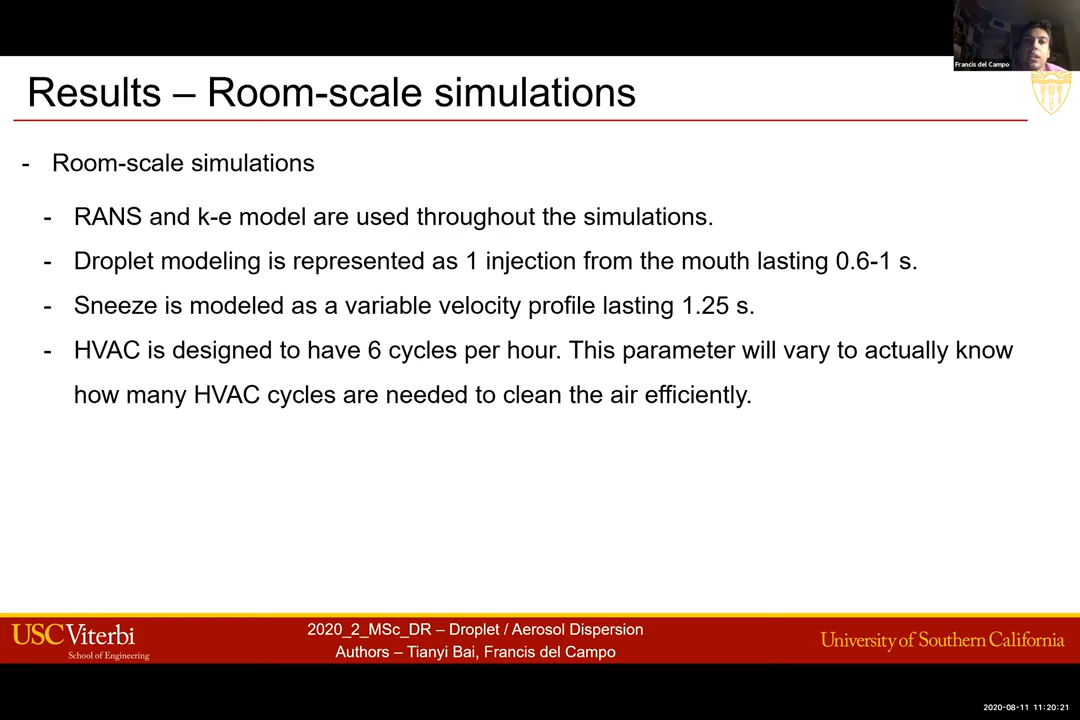 Francis del Campo
Results – Room-scale simulations
- Room-scale simulations
- RANS and k-e model are used throughout the simulations.
- Droplet modeling is represented as 1 injection from the mouth lasting 0.6-1 s.
- Sneeze is modeled as a variable velocity profile lasting 1.25 s.
- HVAC is designed to have 6 cycles per hour. This parameter will vary to actually know
how many HVAC cycles are needed to clean the air efficiently.
USC Viterbi
School of Engineering
2020_2_MSc_DR – Droplet / Aerosol Dispersion
Authors – Tianyi Bai, Francis del Campo
University of Southern California
2020-08-11 11:20:21